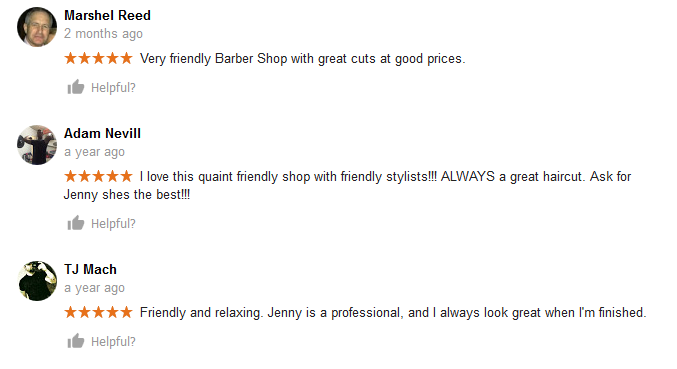 Marshel Reed
2 months ago
Very friendly Barber Shop with great cuts at good prices.
Helpful?
Adam Nevill
a year ago
I love this quaint friendly shop with friendly stylists!!! ALWAYS a great haircut. Ask for
Jenny shes the best!!!
Helpful?
TJ Mach
a year ago
Friendly and relaxing. Jenny is a professional, and I always look great when I'm finished.
Helpful?